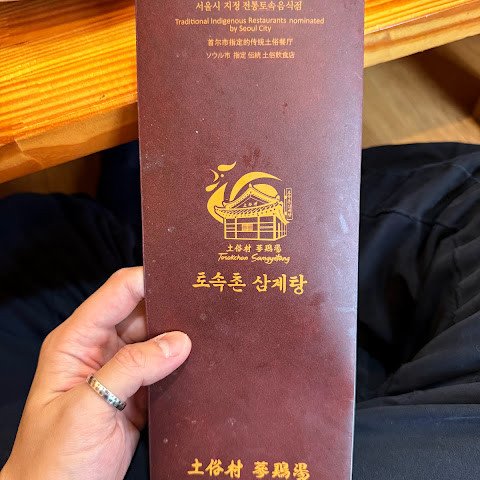 서울시 지정 전통토속음식점
Traditional Indigenous Restaurants nominated
by Seoul City
首尔市指定的传统土俗餐厅
ソウル市 指定 伝統 土俗飲食店
土俗村 蔘鷄湯
Tosokchon Samgyetang
토속촌 삼계탕
土俗村 蔘鷄湯